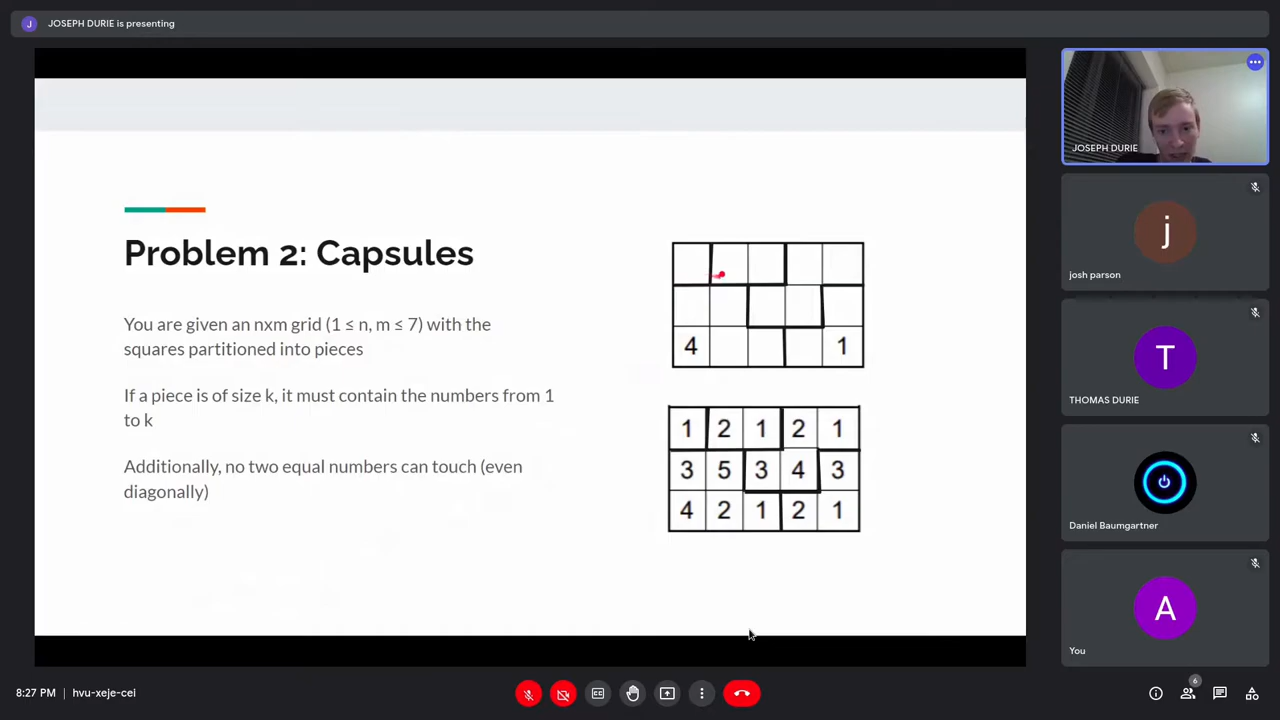 J JOSEPH DURIE is presenting
Problem 2: Capsules
You are given an nxm grid (1 ≤ n, m ≤ 7) with the
squares partitioned into pieces
If a piece is of size k, it must contain the numbers from 1
to k
Additionally, no two equal numbers can touch (even
diagonally)
4 1
1 2 1 2 1
3 5 3 4 3
4 2 1 2 1
JOSEPH DURIE
j
josh parson
T
THOMAS DURIE
Daniel Baumgartner
A
You
8:27 PM | hvu-xeje-cei
CC
6